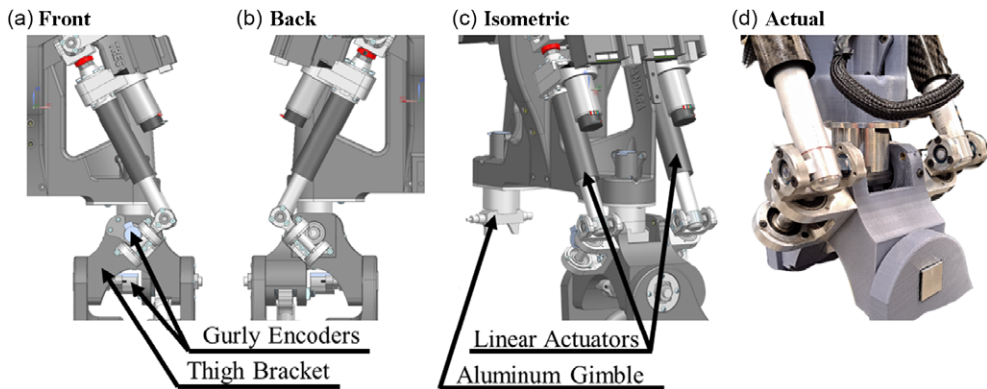 (a) Front
(b) Back
(c) Isometric
(d) Actual
Gurly Encoders
Thigh Bracket
Linear Actuators
Aluminum Gimble